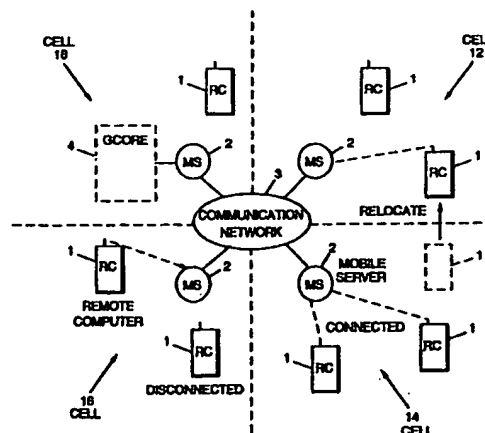 CELL
18
1
RC
1
RC
CELL
12
4
GCORE
MS
2
MS
2
3
RC
1
COMMUNICATION
NETWORK
RELOCATE
1
RC
MS
2
2
MS
MOBILE
SERVER
1
REMOTE
COMPUTER
CONNECTED
1
RC
1
RC
RC
1
DISCONNECTED
16
CELL
14
CELL